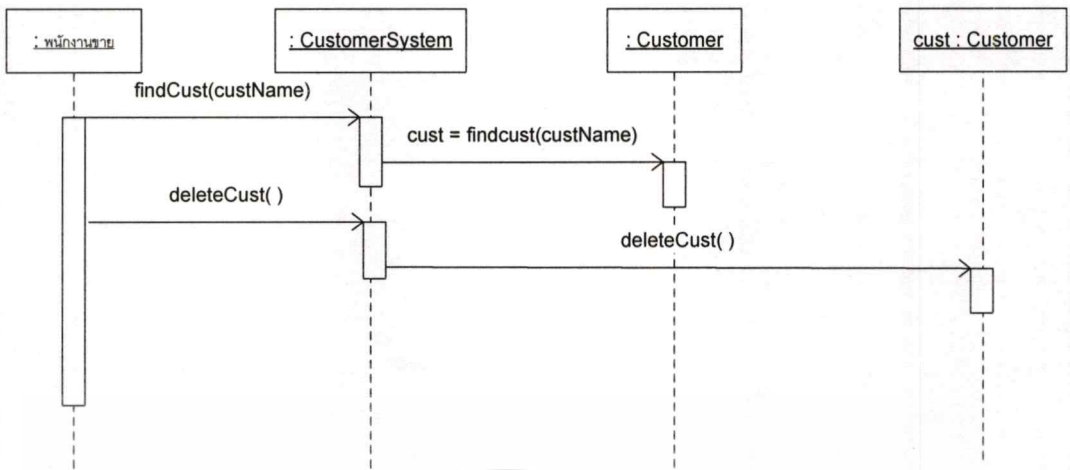 : พนักงานขาย
: CustomerSystem
: Customer
cust : Customer
findCust(custName)
cust = findcust(custName)
deleteCust( )
deleteCust( )